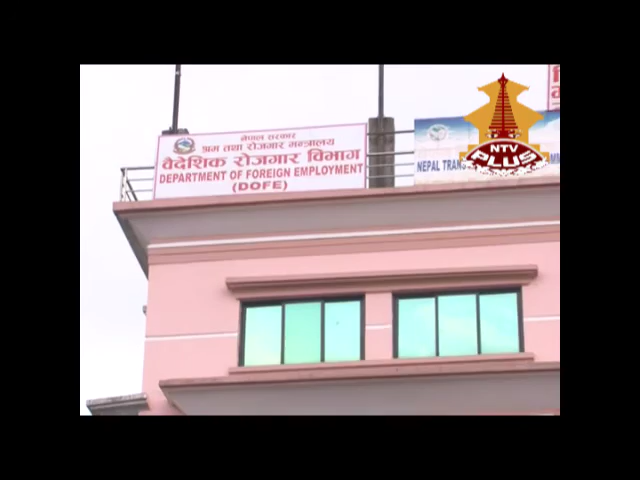 नेपाल सरकार
श्रम तथा रोजगार मन्त्रालय
वैदेशिक रोजगार विभाग
DEPARTMENT OF FOREIGN EMPLOYMENT
(DOFE)
NEPAL TRANS
NTV
PLUS